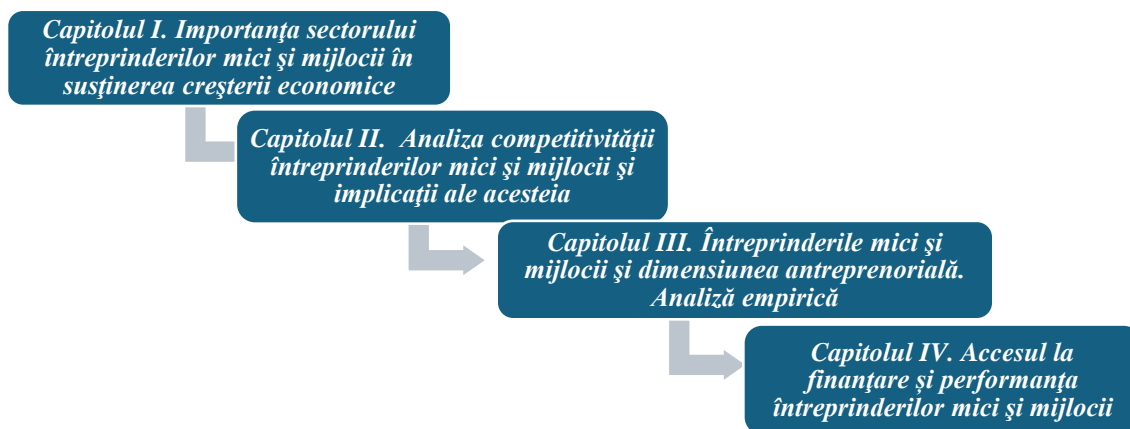 Capitolul I. Importanţa sectorului
întreprinderilor mici şi mijlocii în
susţinerea creşterii economice
Capitolul II.  Analiza competitivităţii
întreprinderilor mici şi mijlocii şi
implicaţii ale acesteia
Capitolul III. Întreprinderile mici şi
mijlocii şi dimensiunea antreprenorială.
Analiză empirică
Capitolul IV. Accesul la
finanţare și performanţa
întreprinderilor mici şi mijlocii